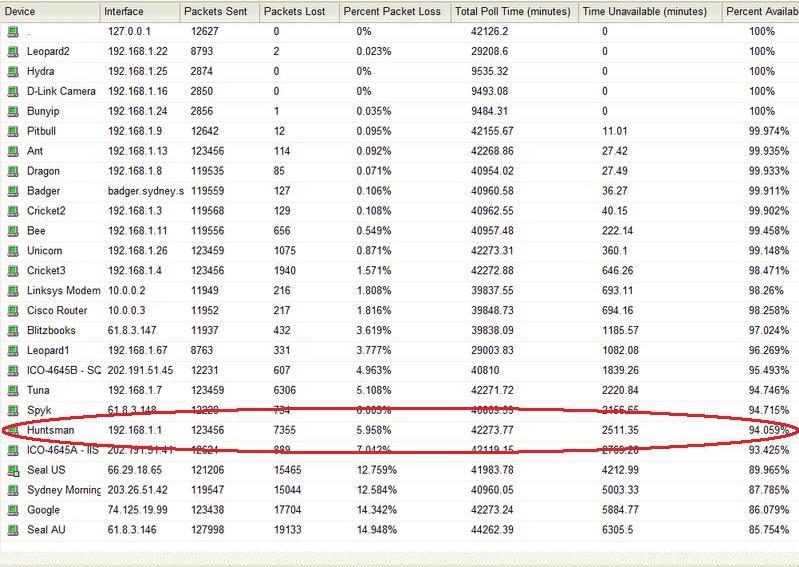 Device Interface Packets Sent Packets Lost Percent Packet Loss Total Poll Time (minutes) Time Unavailable (minutes) Percent Availab
. 127.0.0.1 12627 0 0% 42126.2 0 100%
Leopard2 192.168.1.22 8793 2 0.023% 29208.6 0 100%
Hydra 192.168.1.25 2874 0 0% 9535.32 0 100%
D-Link Camera 192.168.1.16 2850 0 0% 9493.08 0 100%
Bunyip 192.168.1.24 2856 1 0.035% 9484.31 0 100%
Pitbull 192.168.1.9 12642 12 0.095% 42155.67 11.01 99.974%
Ant 192.168.1.13 123456 114 0.092% 42268.86 27.42 99.935%
Dragon 192.168.1.8 119535 85 0.071% 40954.02 27.49 99.933%
Badger badger.sydney.s 119559 127 0.106% 40960.58 36.27 99.911%
Cricket2 192.168.1.3 119568 129 0.108% 40962.55 40.15 99.902%
Bee 192.168.1.11 119556 656 0.549% 40957.48 222.14 99.458%
Unicorn 192.168.1.26 123459 1075 0.871% 42273.31 360.1 99.148%
Cricket3 192.168.1.4 123456 1940 1.571% 42272.88 646.26 98.471%
Linksys Modem 10.0.0.2 11949 216 1.808% 39837.55 693.11 98.26%
Cisco Router 10.0.0.3 11952 217 1.816% 39848.73 694.16 98.258%
Blitzbooks 61.8.3.147 11937 432 3.619% 39838.09 1185.57 97.024%
Leopard1 192.168.1.67 8763 331 3.777% 29003.83 1082.08 96.269%
ICO-4645B - SQ 202.191.51.45 12231 607 4.963% 40810 1839.26 95.493%
Tuna 192.168.1.7 123459 6306 5.108% 42271.72 2220.84 94.746%
Spyk 61.8.3.148 734 94.715%
Huntsman 192.168.1.1 123456 7355 5.958% 42273.77 2511.35 94.059%
ICO-4645A - IIS 202.191.51.41 12624 889 7.042% 42119.15 93.425%
Seal US 66.29.18.65 121206 15465 12.759% 41983.78 4212.99 89.965%
Sydney Morning 203.26.51.42 119547 15044 12.584% 40960.05 5003.33 87.785%
Google 74.125.19.99 123438 17704 14.342% 42273.24 5884.77 86.079%
Seal AU 61.8.3.146 127998 19133 14.948% 44262.39 6305.5 85.754%